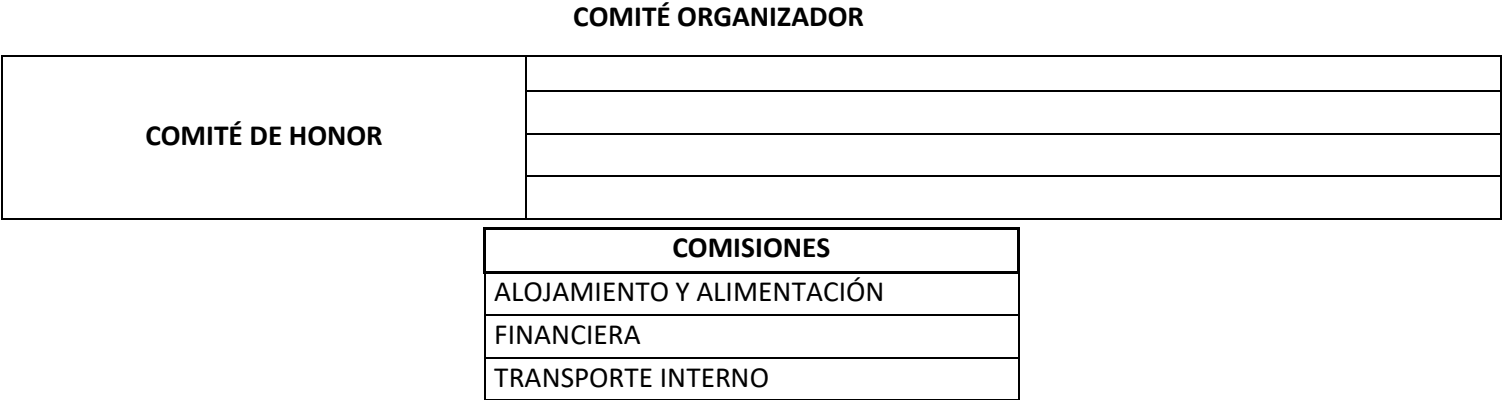 COMITÉ ORGANIZADOR
COMITÉ DE HONOR
COMISIONES
ALOJAMIENTO Y ALIMENTACIÓN
FINANCIERA
TRANSPORTE INTERNO